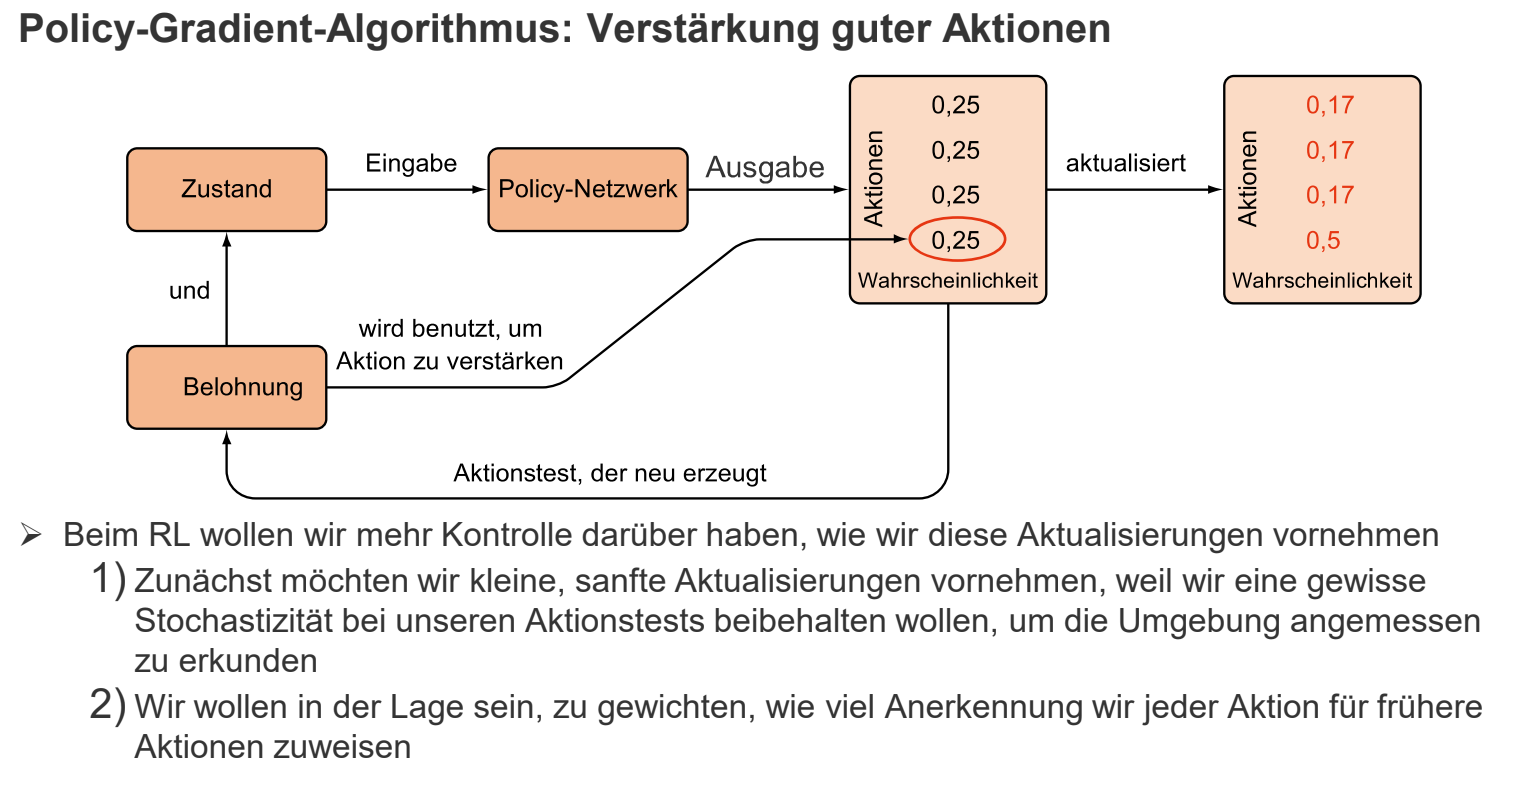 Policy-Gradient-Algorithmus: Verstärkung guter Aktionen
Zustand
Eingabe
Policy-Netzwerk
Ausgabe
Aktionen
0,25
0,25
0,25
0,25
Wahrscheinlichkeit
aktualisiert
Aktionen
0,17
0,17
0,17
0,5
Wahrscheinlichkeit
und
wird benutzt, um
Aktion zu verstärken
Belohnung
Aktionstest, der neu erzeugt
➢ Beim RL wollen wir mehr Kontrolle darüber haben, wie wir diese Aktualisierungen vornehmen
1) Zunächst möchten wir kleine, sanfte Aktualisierungen vornehmen, weil wir eine gewisse
Stochastizität bei unseren Aktionstests beibehalten wollen, um die Umgebung angemessen
zu erkunden
2) Wir wollen in der Lage sein, zu gewichten, wie viel Anerkennung wir jeder Aktion für frühere
Aktionen zuweisen